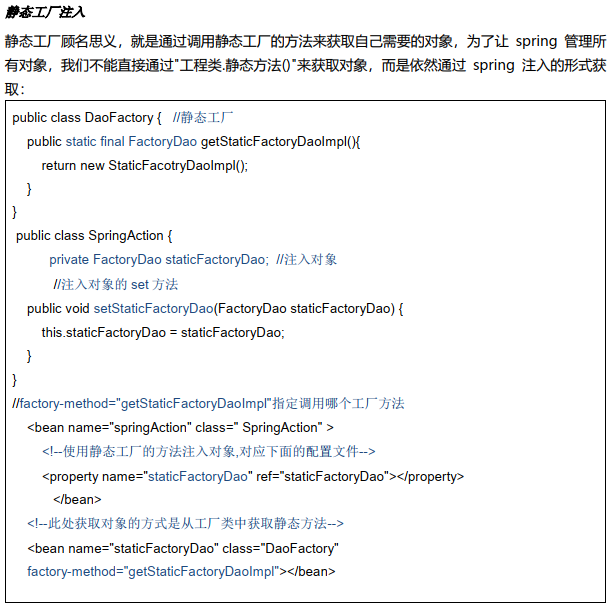 静态工厂注入
静态工厂顾名思义，就是通过调用静态工厂的方法来获取自己需要的对象，为了让 spring 管理所
有对象，我们不能直接通过"工程类.静态方法()"来获取对象，而是依然通过 spring 注入的形式获
取：
public class DaoFactory { //静态工厂
public static final FactoryDao getStaticFactoryDaoImpl(){
return new StaticFacotryDaoImpl();
}
}
public class SpringAction {
private FactoryDao staticFactoryDao; //注入对象
//注入对象的 set 方法
public void setStaticFactoryDao(FactoryDao staticFactoryDao) {
this.staticFactoryDao = staticFactoryDao;
}
}
//factory-method="getStaticFactoryDaoImpl"指定调用哪个工厂方法
<bean name="springAction" class=" SpringAction" >
<!--使用静态工厂的方法注入对象,对应下面的配置文件-->
<property name="staticFactoryDao" ref="staticFactoryDao"></property>
</bean>
<!--此处获取对象的方式是从工厂类中获取静态方法-->
<bean name="staticFactoryDao" class="DaoFactory"
factory-method="getStaticFactoryDaoImpl"></bean>